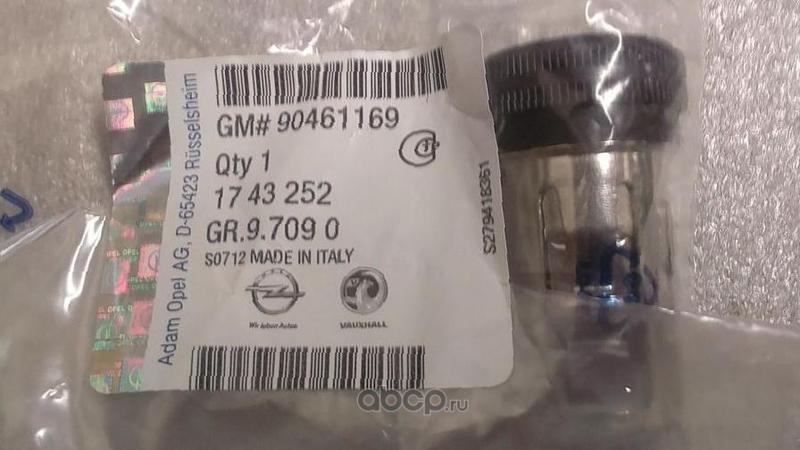 Adam Opel AG, D-65423 Rüsselsheim
GM# 90461169
Qty 1
17 43 252
GR.9.709 0
S0712 MADE IN ITALY
Wir leben Autos
VAUXHALL
S279418361
abcp.ru